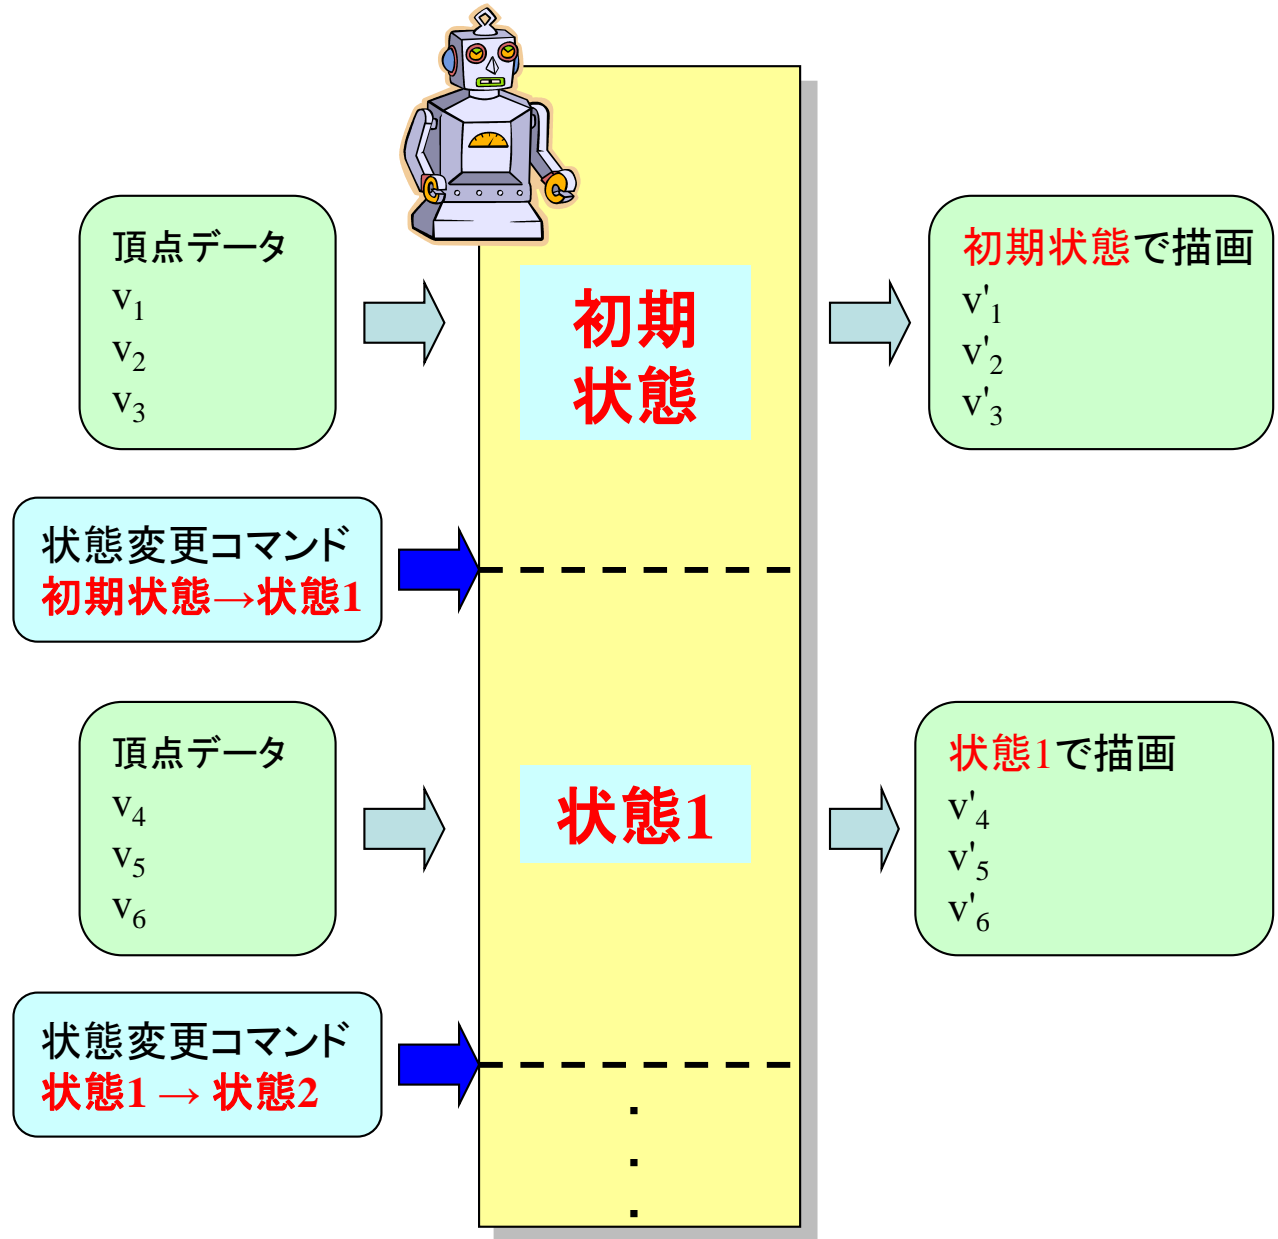 頂点データ
v1
v2
v3
初期
状態
初期状態で描画
v'1
v'2
v'3
状態変更コマンド
初期状態→状態1
頂点データ
v4
v5
v6
状態1
状態1で描画
v'4
v'5
v'6
状態変更コマンド
状態1 → 状態2
.
.
.